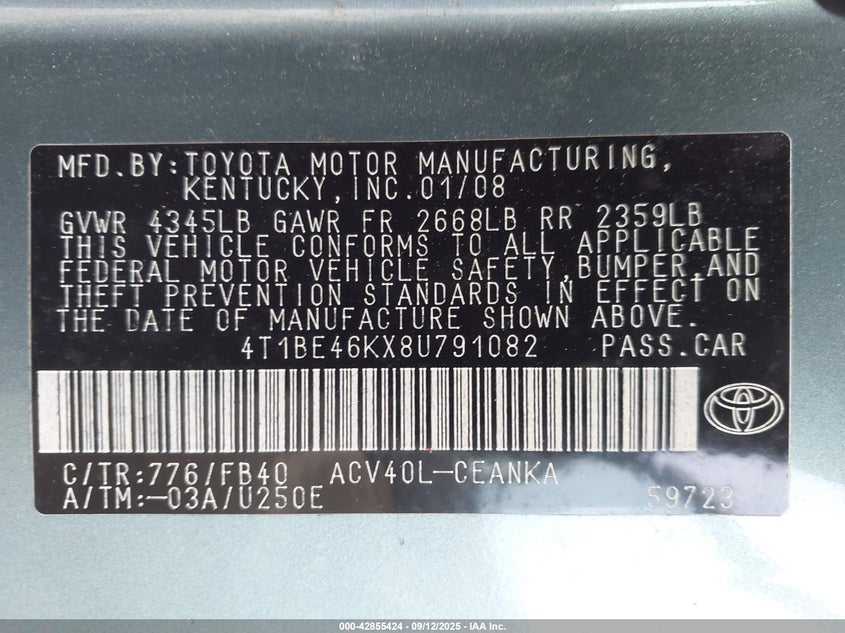 MFD.BY:TOYOTA MOTOR MANUFACTURING,
KENTUCKY,INC.01/08
GVWR 4345LB GAWR FR 2668LB RR 2359LB
THIS VEHICLE CONFORMS TO ALL APPLICABLE
FEDERAL MOTOR VEHICLE SAFETY,BUMPER,AND
THEFT PREVENTION STANDARDS IN EFFECT ON
THE DATE OF MANUFACTURE SHOWN ABOVE.
4T1BE46KX8U791082 PASS.CAR
C/TR:776/FB40 ACV40L-CEANKA
A/TM:-03A/U250E 59723
000-42855424 - 09/12/2025 - IAA Inc.